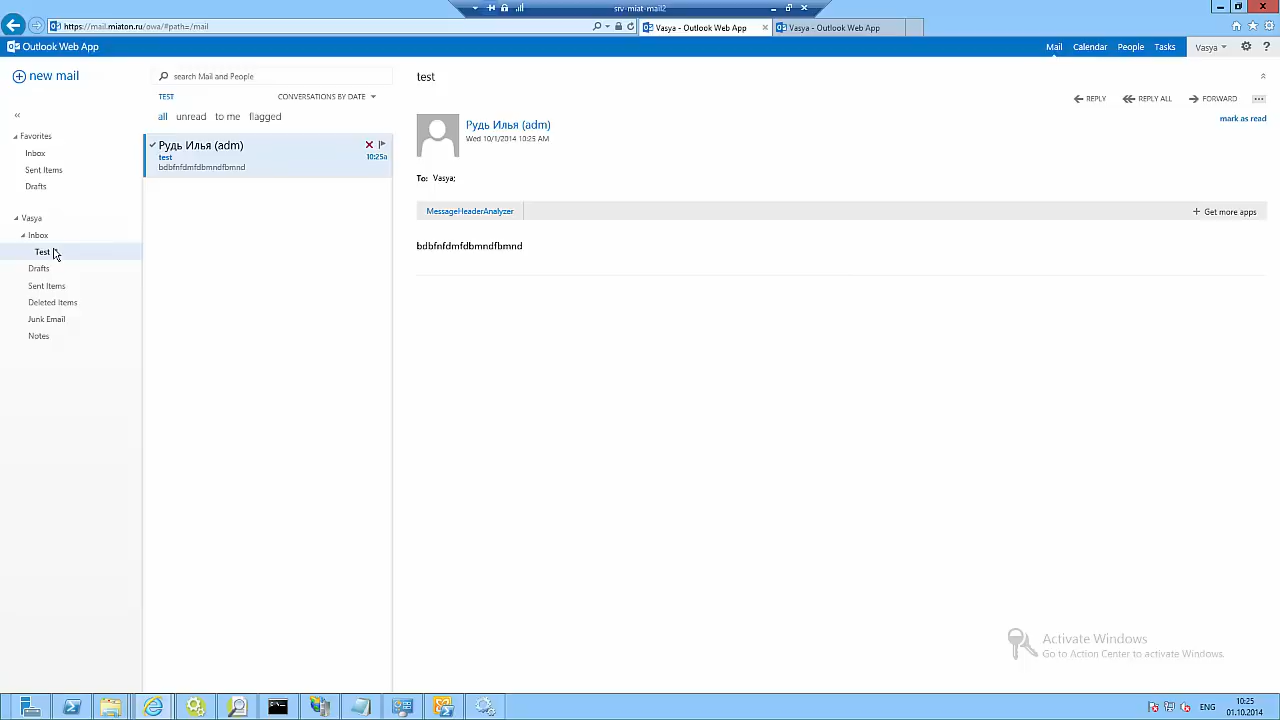 srv-miat-mail2
https://mail.miaton.ru/owa/#path=/mail
Vasya - Outlook Web App
Vasya - Outlook Web App
Outlook Web App
Mail
Calendar
People
Tasks
Vasya
?
new mail
search Mail and People
TEST
CONVERSATIONS BY DATE
all
unread
to me
flagged
Favorites
Inbox
Sent Items
Drafts
Vasya
Inbox
Test
Drafts
Sent Items
Deleted Items
Junk Email
Notes
Рудь Илья (adm)
test
10:25a
bdbfnfdmfdbmndfbmnd
test
REPLY
REPLY ALL
FORWARD
mark as read
Рудь Илья (adm)
Wed 10/1/2014 10:25 AM
To: Vasya;
MessageHeaderAnalyzer
+ Get more apps
bdbfnfdmfdbmndfbmnd
Activate Windows
Go to Action Center to activate Windows.
ENG
10:25
01.10.2014